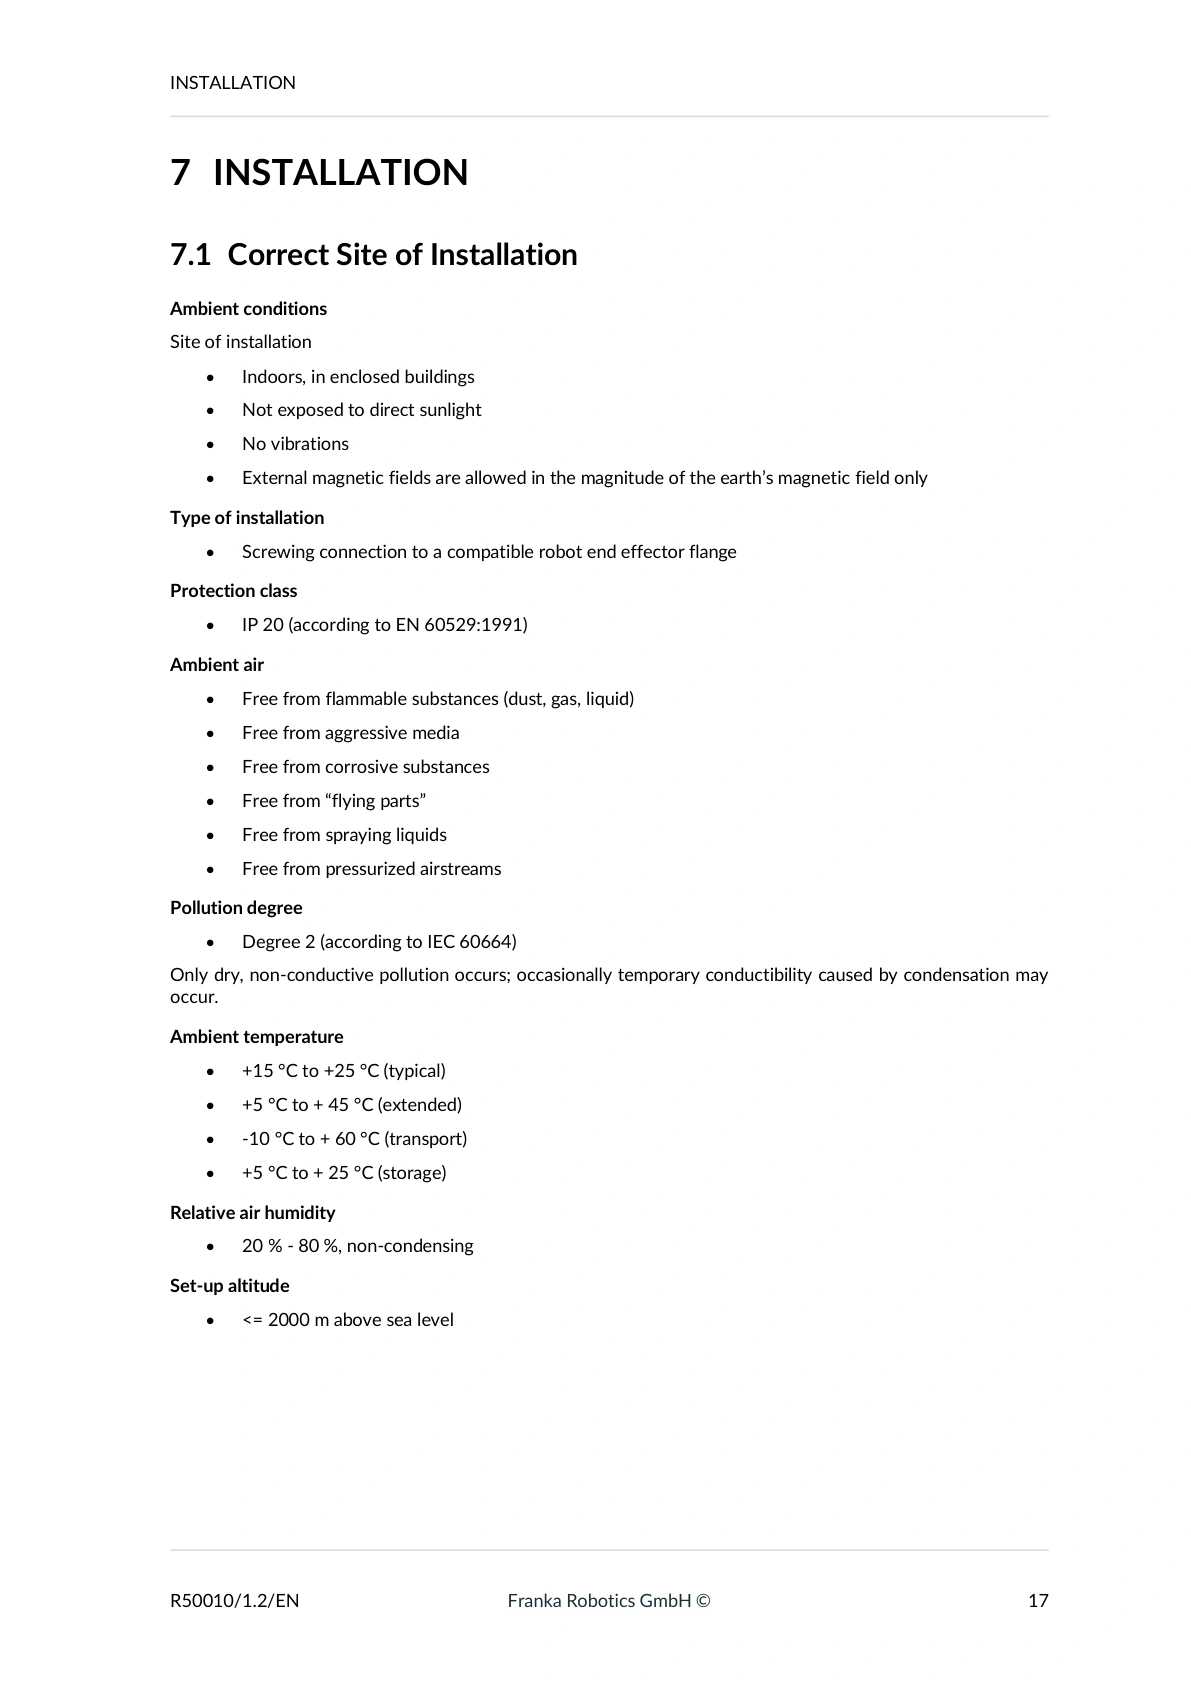 INSTALLATION
7 INSTALLATION
7.1 Correct Site of Installation
Ambient conditions
Site of installation
• Indoors, in enclosed buildings
• Not exposed to direct sunlight
• No vibrations
• External magnetic fields are allowed in the magnitude of the earth’s magnetic field only
Type of installation
• Screwing connection to a compatible robot end effector flange
Protection class
• IP 20 (according to EN 60529:1991)
Ambient air
• Free from flammable substances (dust, gas, liquid)
• Free from aggressive media
• Free from corrosive substances
• Free from “flying parts”
• Free from spraying liquids
• Free from pressurized airstreams
Pollution degree
• Degree 2 (according to IEC 60664)
Only dry, non-conductive pollution occurs; occasionally temporary conductibility caused by condensation may
occur.
Ambient temperature
• +15 °C to +25 °C (typical)
• +5 °C to + 45 °C (extended)
• -10 °C to + 60 °C (transport)
• +5 °C to + 25 °C (storage)
Relative air humidity
• 20 % - 80 %, non-condensing
Set-up altitude
• <= 2000 m above sea level
R50010/1.2/EN Franka Robotics GmbH © 17